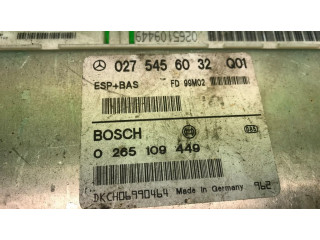 0265109449
027 545 60 32 Q01
ESP+BAS FD 99M02
BOSCH
0 265 109 449
DKCH06990464 Made in Germany 962